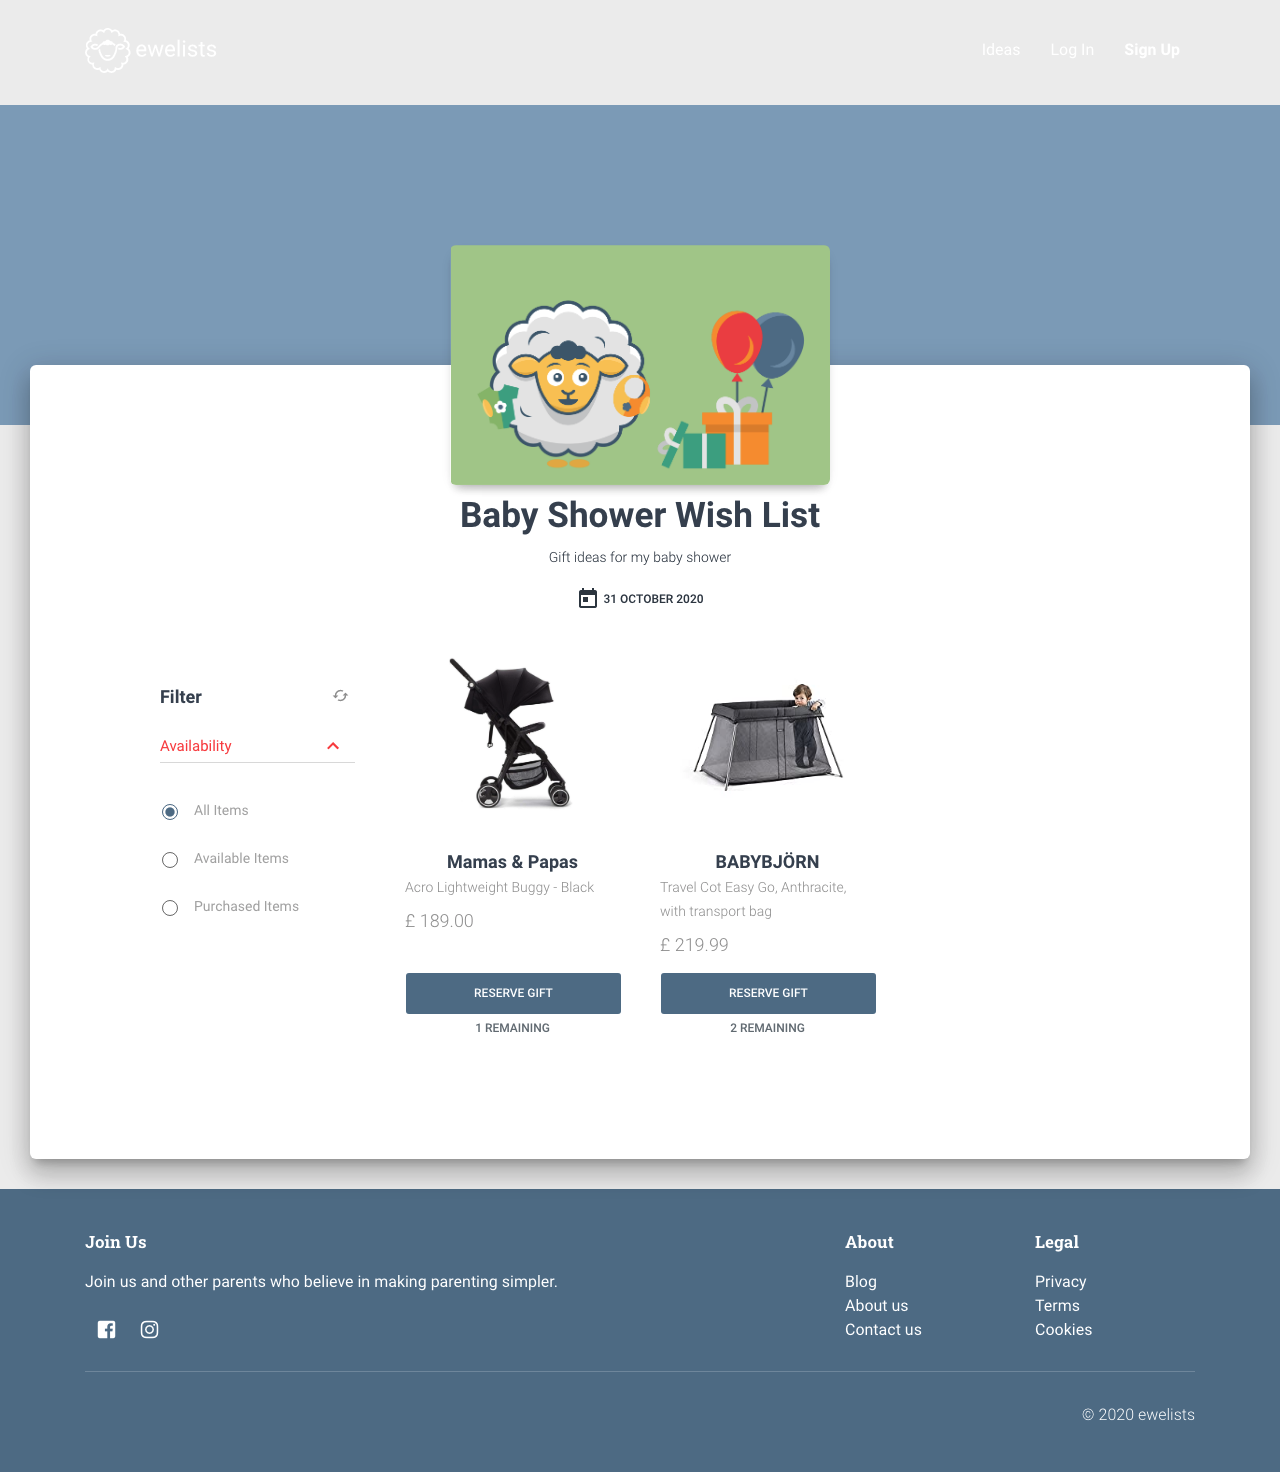 ewelists
Ideas
Log In
Sign Up
Baby Shower Wish List
Gift ideas for my baby shower
31 OCTOBER 2020
Filter
Availability
All Items
Available Items
Purchased Items
Mamas & Papas
Acro Lightweight Buggy - Black
£ 189.00
RESERVE GIFT
1 REMAINING
BABYBJÖRN
Travel Cot Easy Go, Anthracite,
with transport bag
£ 219.99
RESERVE GIFT
2 REMAINING
Join Us
Join us and other parents who believe in making parenting simpler.
About
Blog
About us
Contact us
Legal
Privacy
Terms
Cookies
© 2020 ewelists